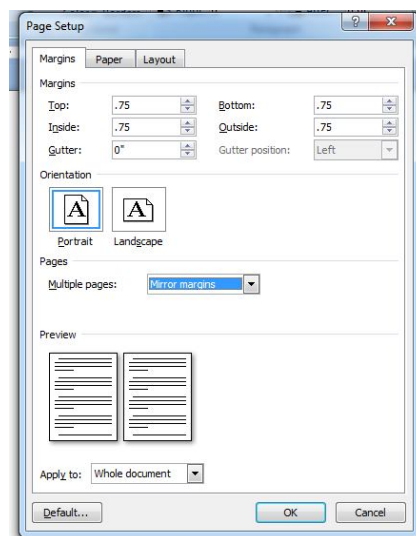 Page Setup
Margins Paper Layout
Margins
Top: .75 Bottom: .75
Inside: .75 Outside: .75
Gutter: 0" Gutter position: Left
Orientation
A A
Portrait Landscape
Pages
Multiple pages: Mirror margins
Preview
Apply to: Whole document
Default... OK Cancel